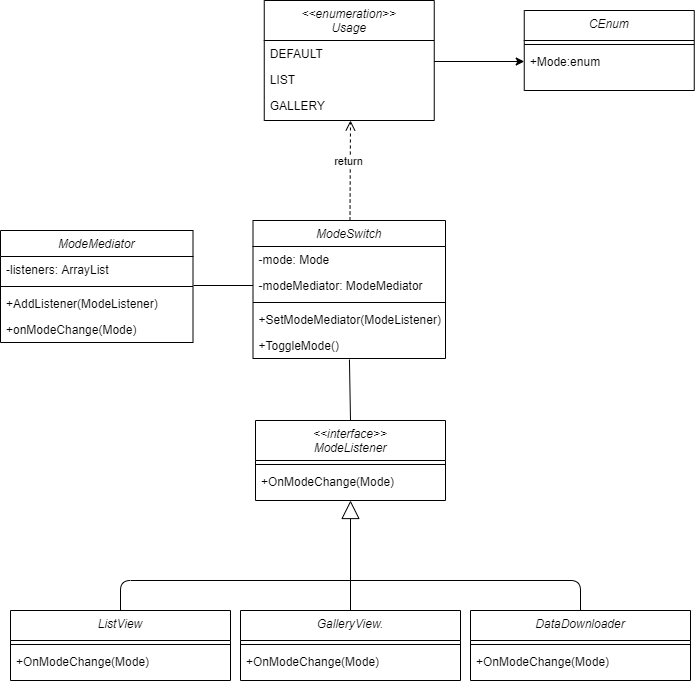 <<enumeration>>
Usage
DEFAULT
LIST
GALLERY
CEnum
+Mode:enum
return
ModeMediator
-listeners: ArrayList
+AddListener(ModeListener)
+onModeChange(Mode)
ModeSwitch
-mode: Mode
-modeMediator: ModeMediator
+SetModeMediator(ModeListener)
+ToggleMode()
<<interface>>
ModeListener
+OnModeChange(Mode)
ListView
+OnModeChange(Mode)
GalleryView.
+OnModeChange(Mode)
DataDownloader
+OnModeChange(Mode)